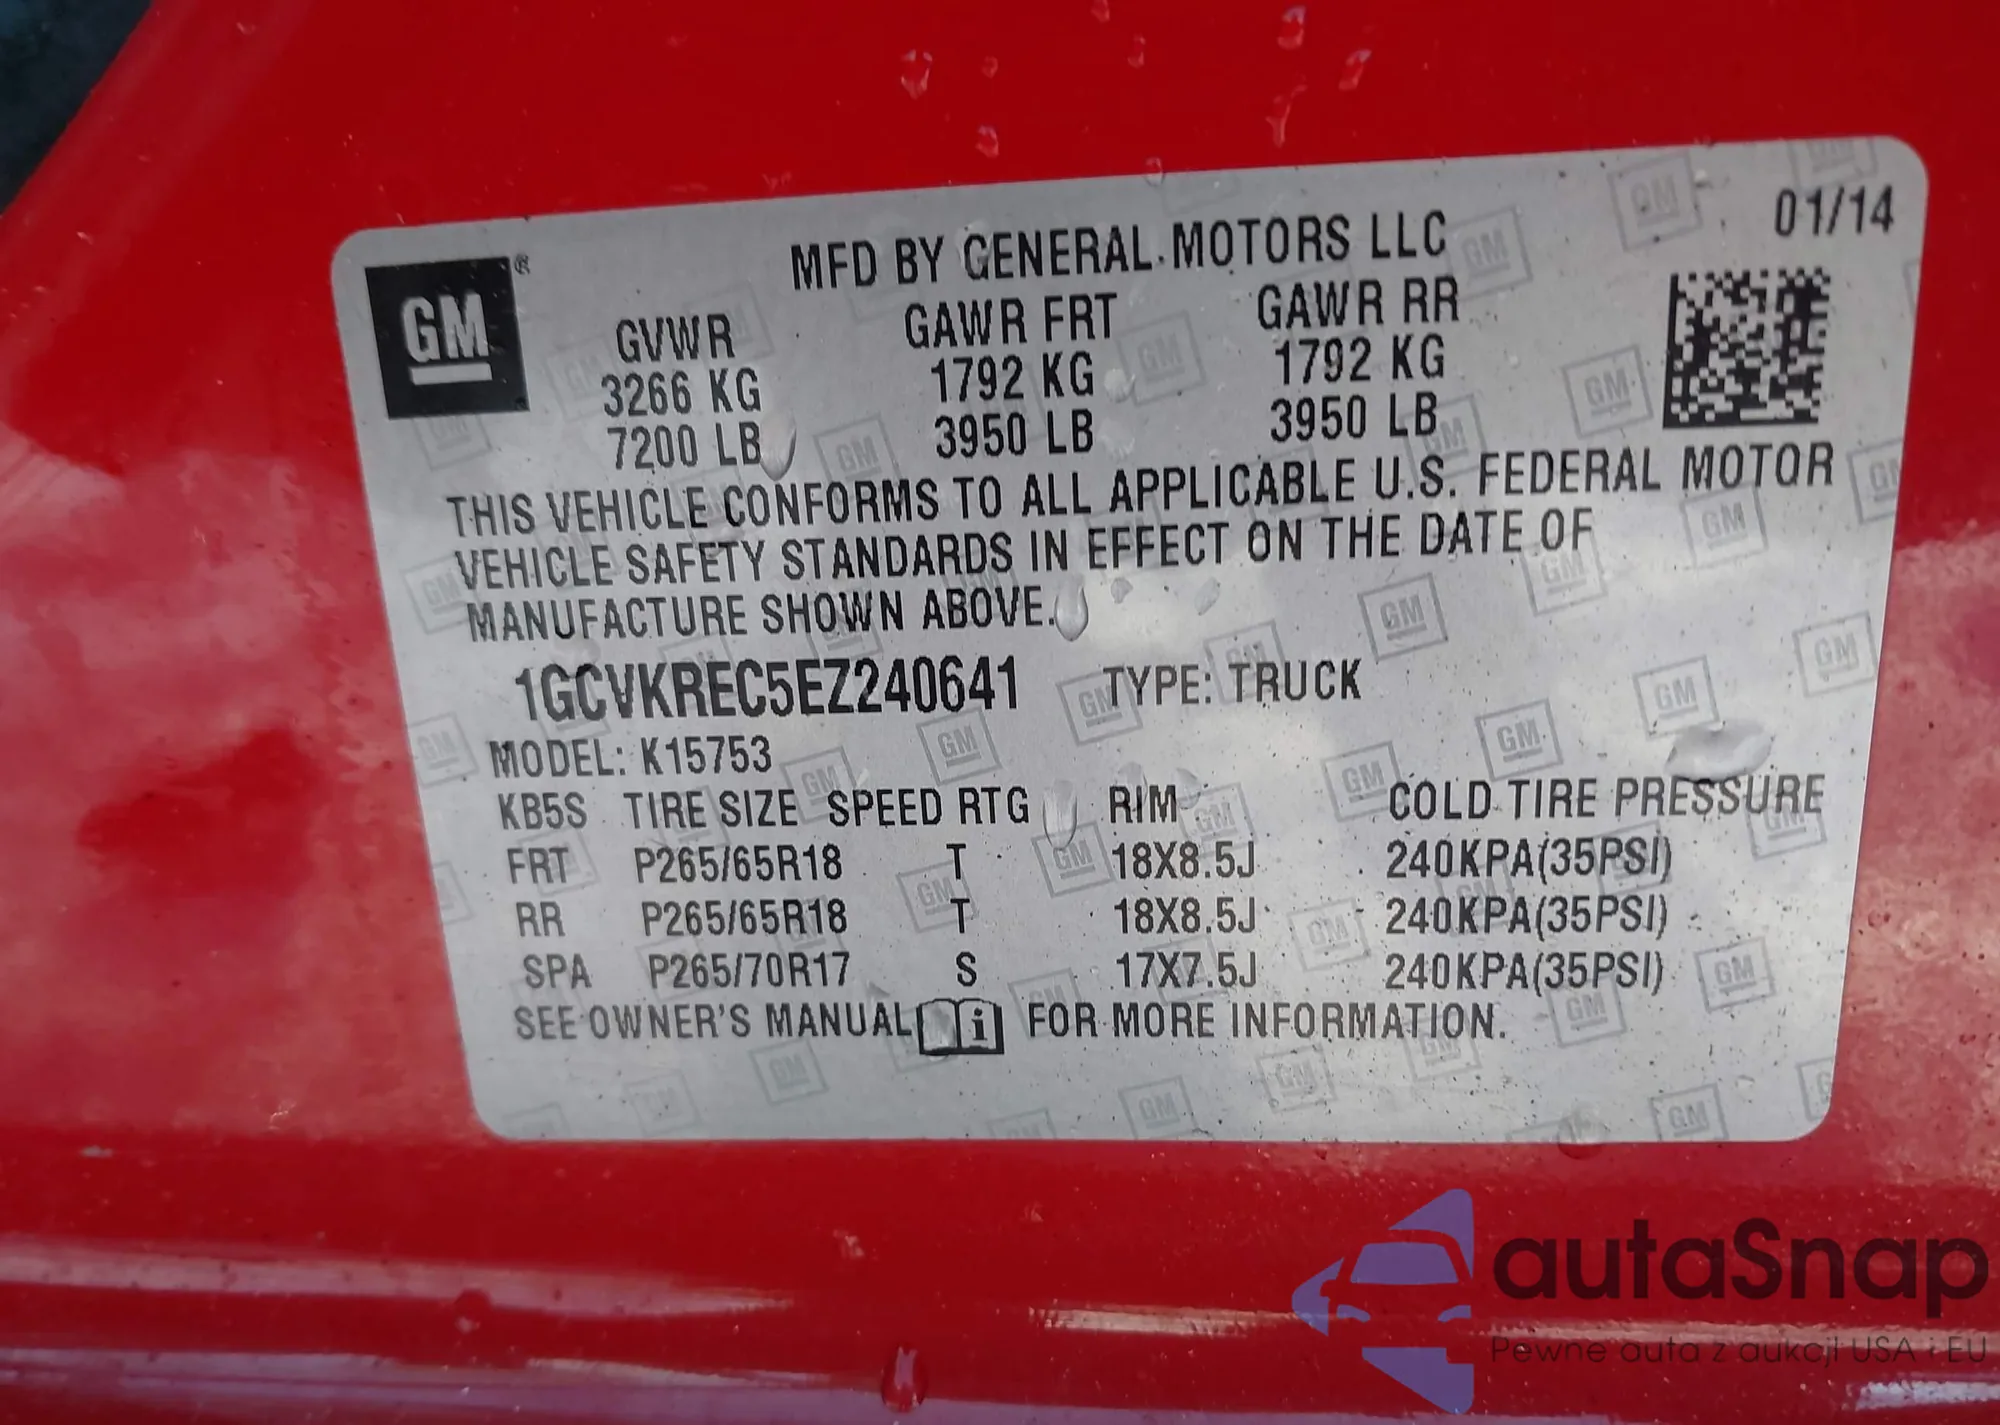 01/14
MFD BY GENERAL MOTORS LLC
GM ®
GVWR GAWR FRT GAWR RR
3266 KG 1792 KG 1792 KG
7200 LB 3950 LB 3950 LB
THIS VEHICLE CONFORMS TO ALL APPLICABLE U.S. FEDERAL MOTOR
VEHICLE SAFETY STANDARDS IN EFFECT ON THE DATE OF
MANUFACTURE SHOWN ABOVE.
1GCVKREC5EZ240641 TYPE: TRUCK
MODEL: K15753
KB5S TIRE SIZE SPEED RTG RIM COLD TIRE PRESSURE
FRT P265/65R18 T 18X8.5J 240KPA(35PSI)
RR P265/65R18 T 18X8.5J 240KPA(35PSI)
SPA P265/70R17 S 17X7.5J 240KPA(35PSI)
SEE OWNER'S MANUAL i FOR MORE INFORMATION.
autaSnap
Pewne auta z aukcji USA i EU